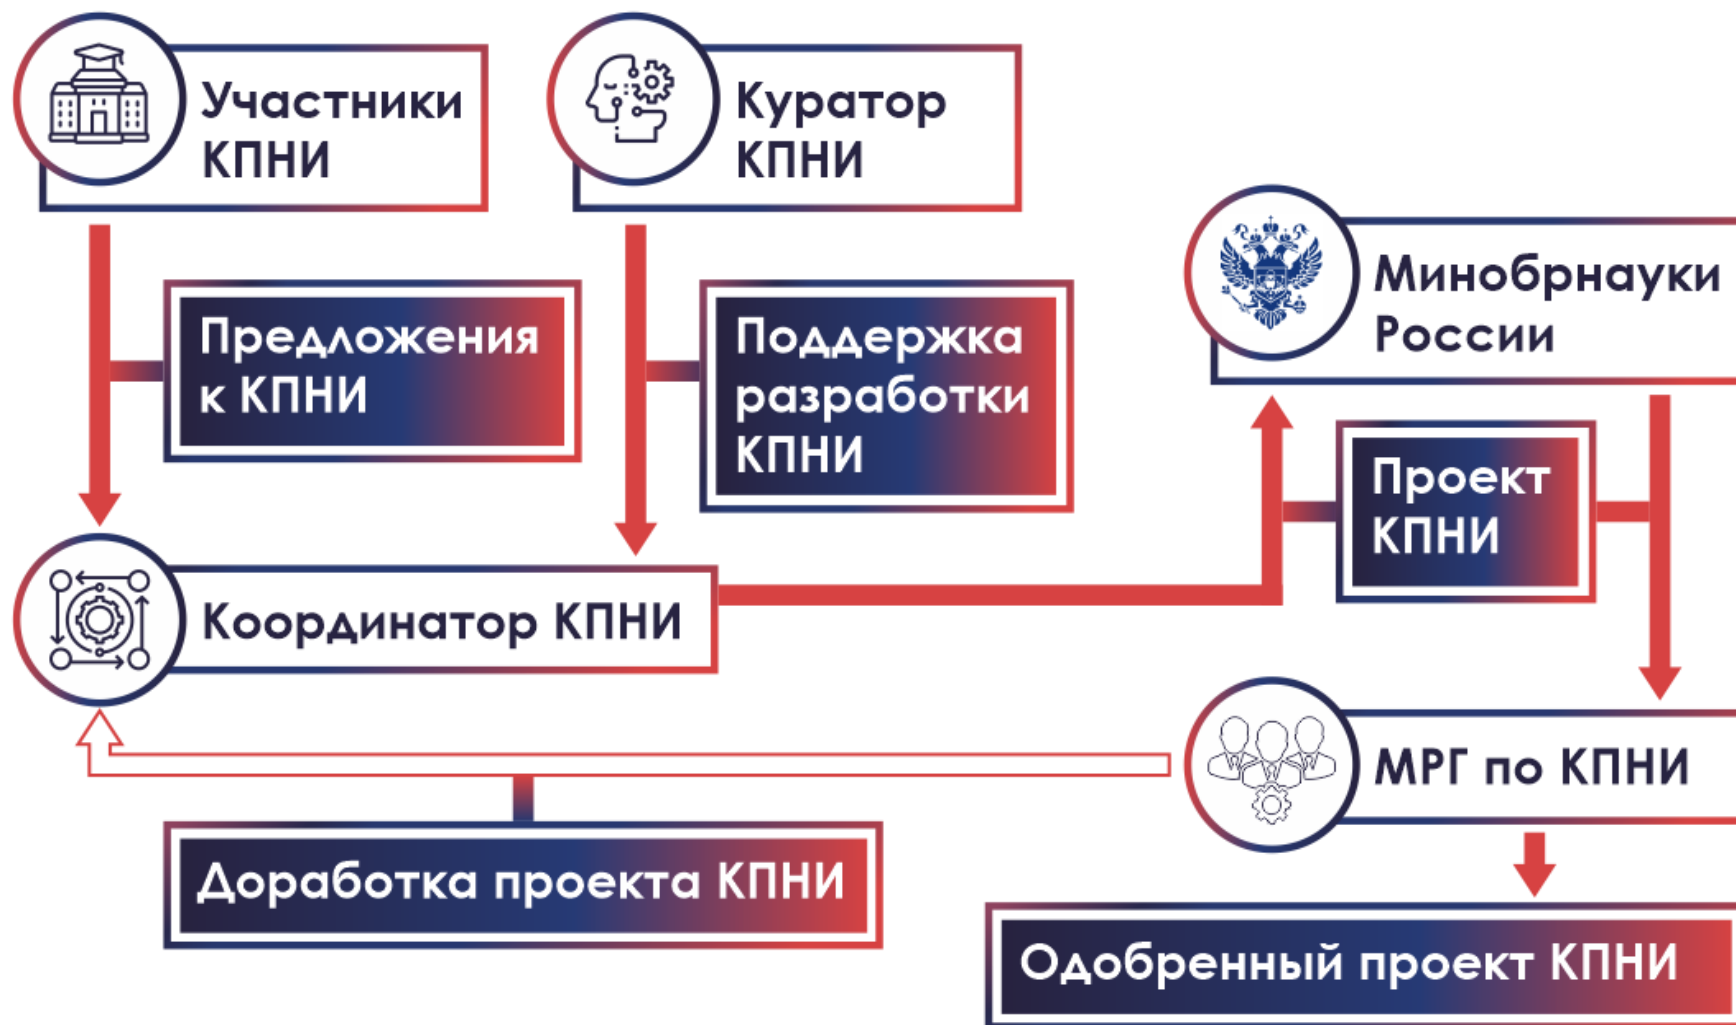 Участники
КПНИ
Куратор
КПНИ
Минобрнауки
России
Предложения
к КПНИ
Поддержка
разработки
КПНИ
Проект
КПНИ
Координатор КПНИ
МРГ по КПНИ
Доработка проекта КПНИ
Одобренный проект КПНИ